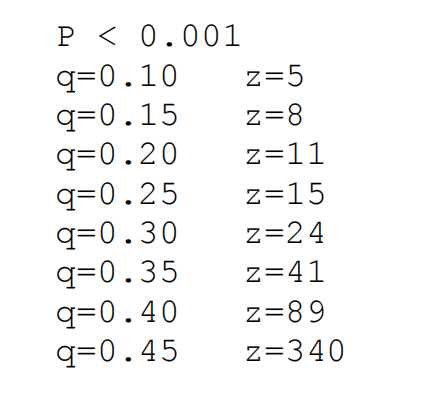 P < 0.001
q=0.10 z=5
q=0.15 z=8
q=0.20 z=11
q=0.25 z=15
q=0.30 z=24
q=0.35 z=41
q=0.40 z=89
q=0.45 z=340